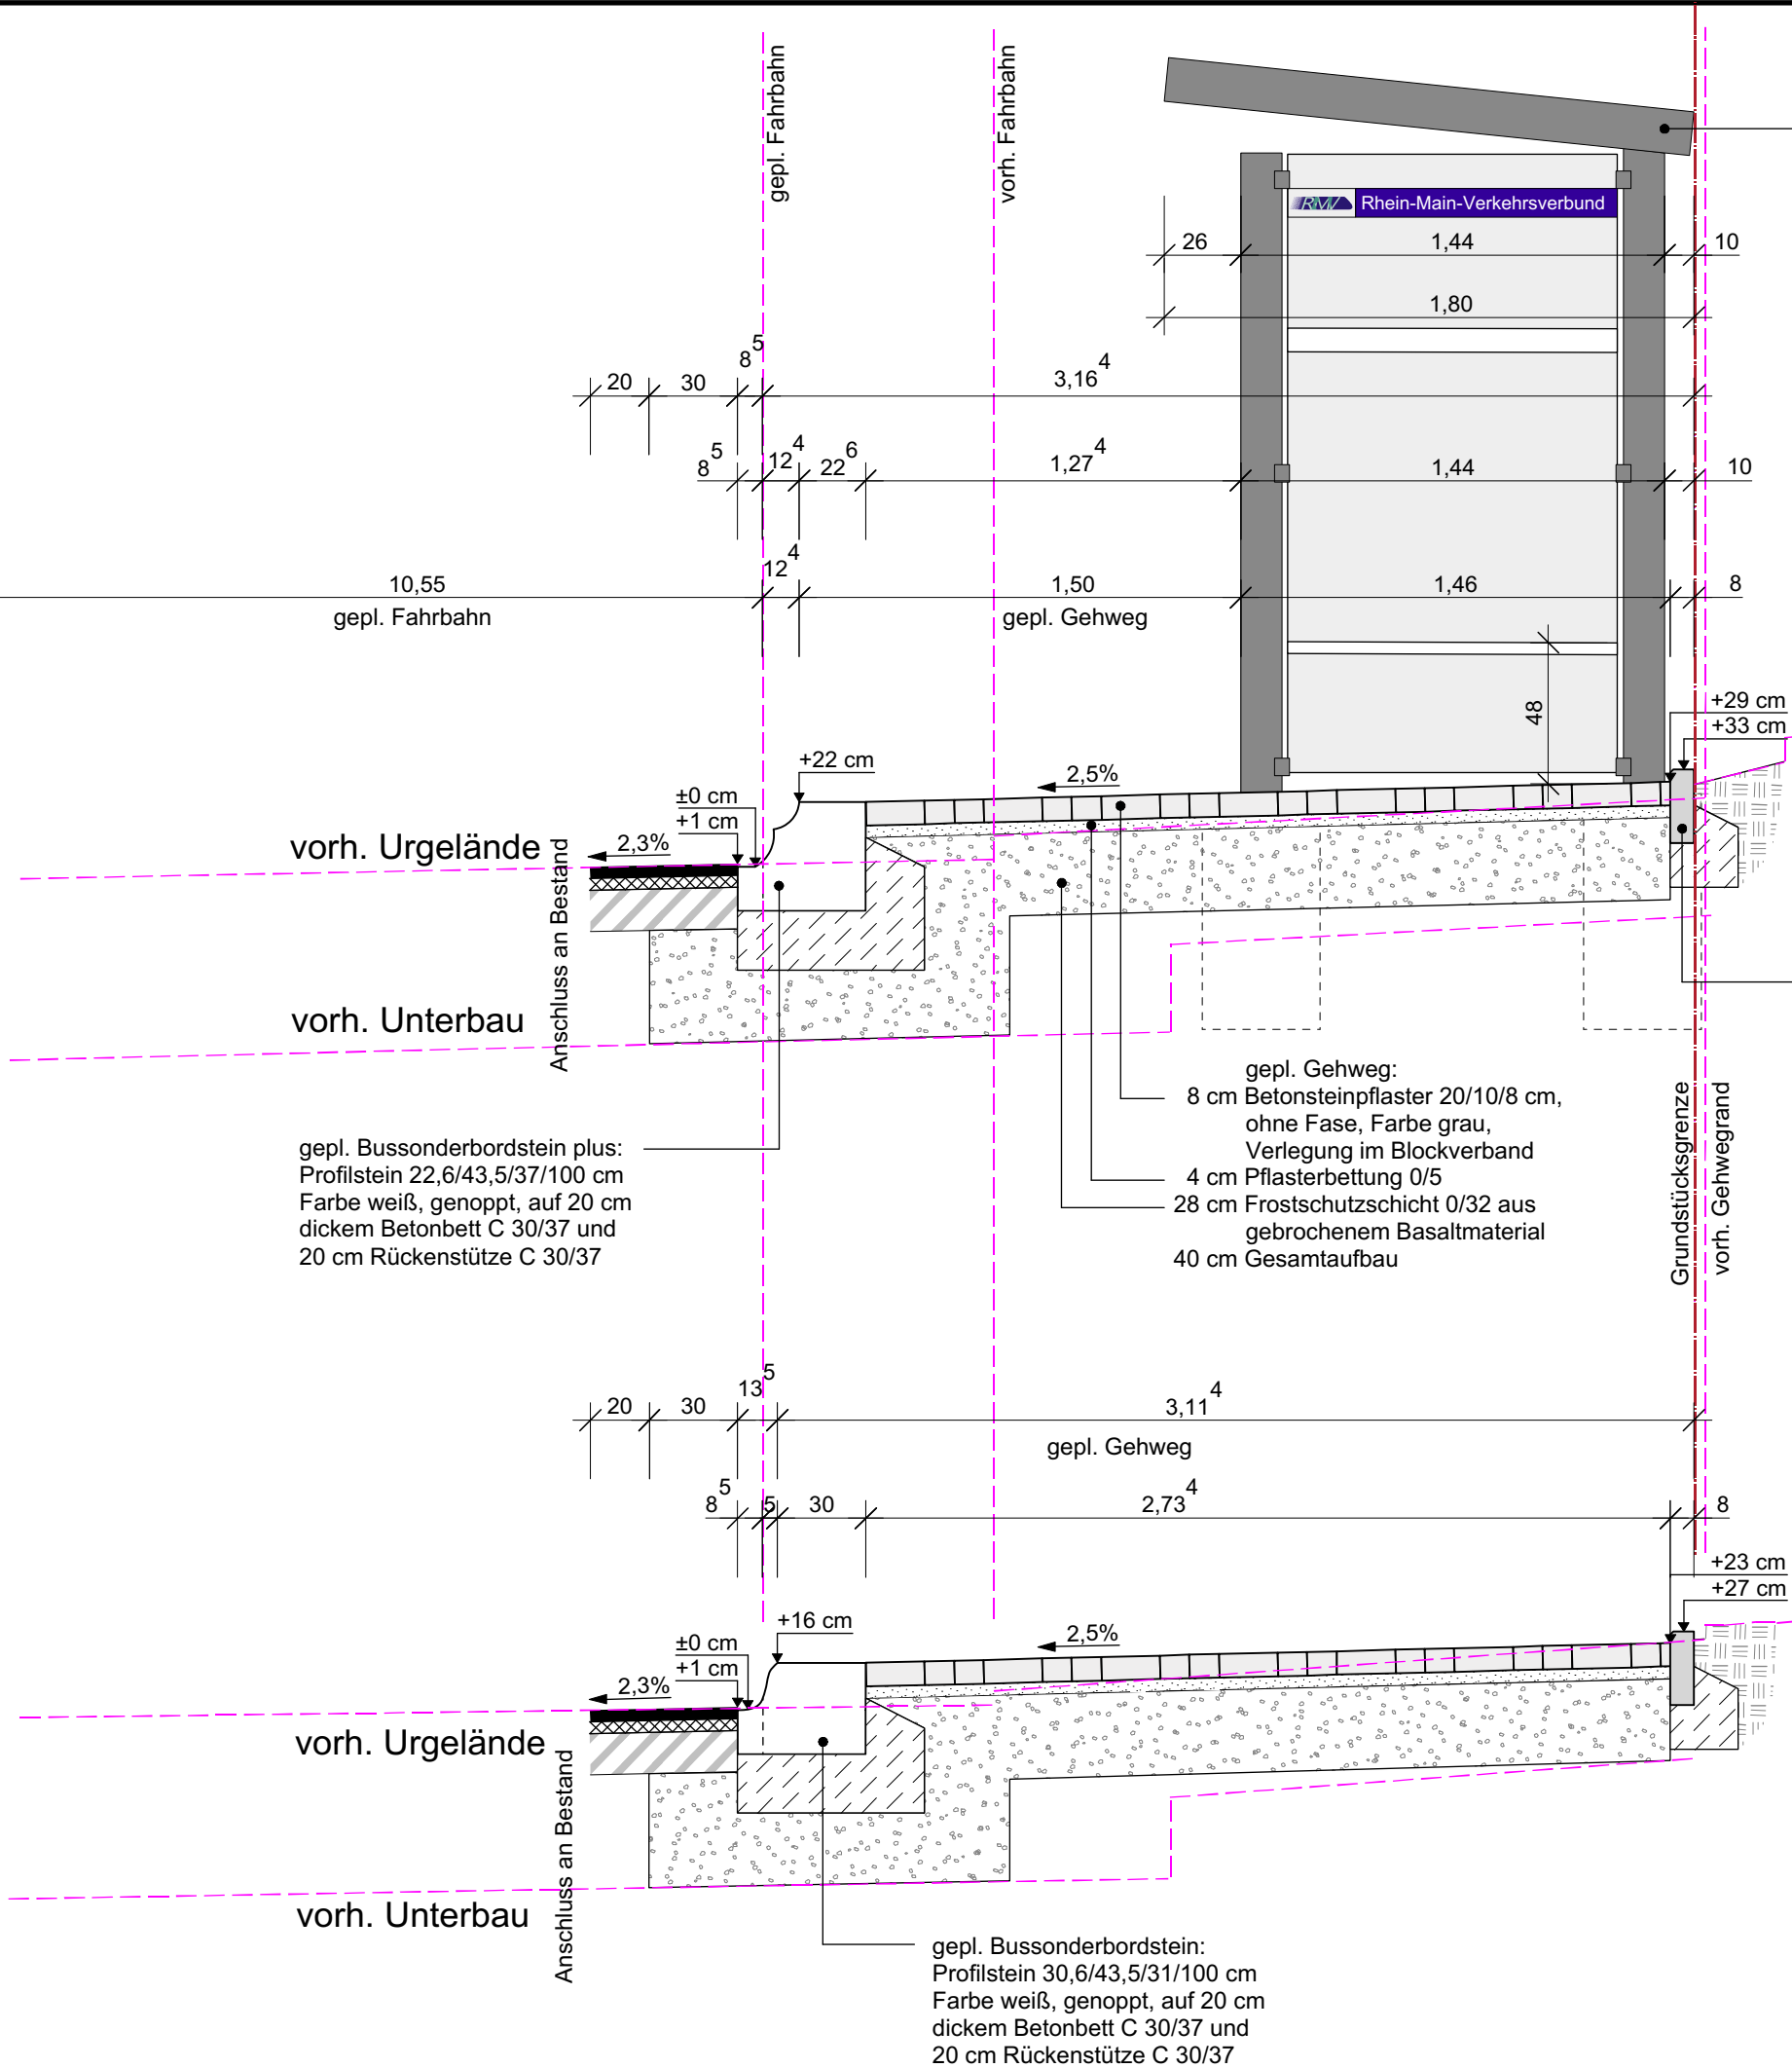 gepl. Fahrbahn
vorh. Fahrbahn
RMV Rhein-Main-Verkehrsverbund
26 1,44 10
1,80
20 30 8⁵ 3,16⁴
8⁵ 12⁴ 22⁶ 1,27⁴ 1,44 10
10,55 12⁴ 1,50 1,46 8
gepl. Fahrbahn gepl. Gehweg
48
+29 cm
+33 cm
+22 cm
2,5%
±0 cm
+1 cm
2,3%
vorh. Urgelände
Anschluss an Bestand
vorh. Unterbau
gepl. Gehweg:
8 cm Betonsteinpflaster 20/10/8 cm,
ohne Fase, Farbe grau,
Verlegung im Blockverband
4 cm Pflasterbettung 0/5
28 cm Frostschutzschicht 0/32 aus
gebrochenem Basaltmaterial
40 cm Gesamtaufbau
Grundstücksgrenze
vorh. Gehwegrand
gepl. Bussonderbordstein plus:
Profilstein 22,6/43,5/37/100 cm
Farbe weiß, genoppt, auf 20 cm
dickem Betonbett C 30/37 und
20 cm Rückenstütze C 30/37
20 30 13⁵ 3,11⁴
gepl. Gehweg
8⁵ 5 30 2,73⁴ 8
+23 cm
+27 cm
+16 cm
2,5%
±0 cm
+1 cm
2,3%
vorh. Urgelände
Anschluss an Bestand
vorh. Unterbau
gepl. Bussonderbordstein:
Profilstein 30,6/43,5/31/100 cm
Farbe weiß, genoppt, auf 20 cm
dickem Betonbett C 30/37 und
20 cm Rückenstütze C 30/37